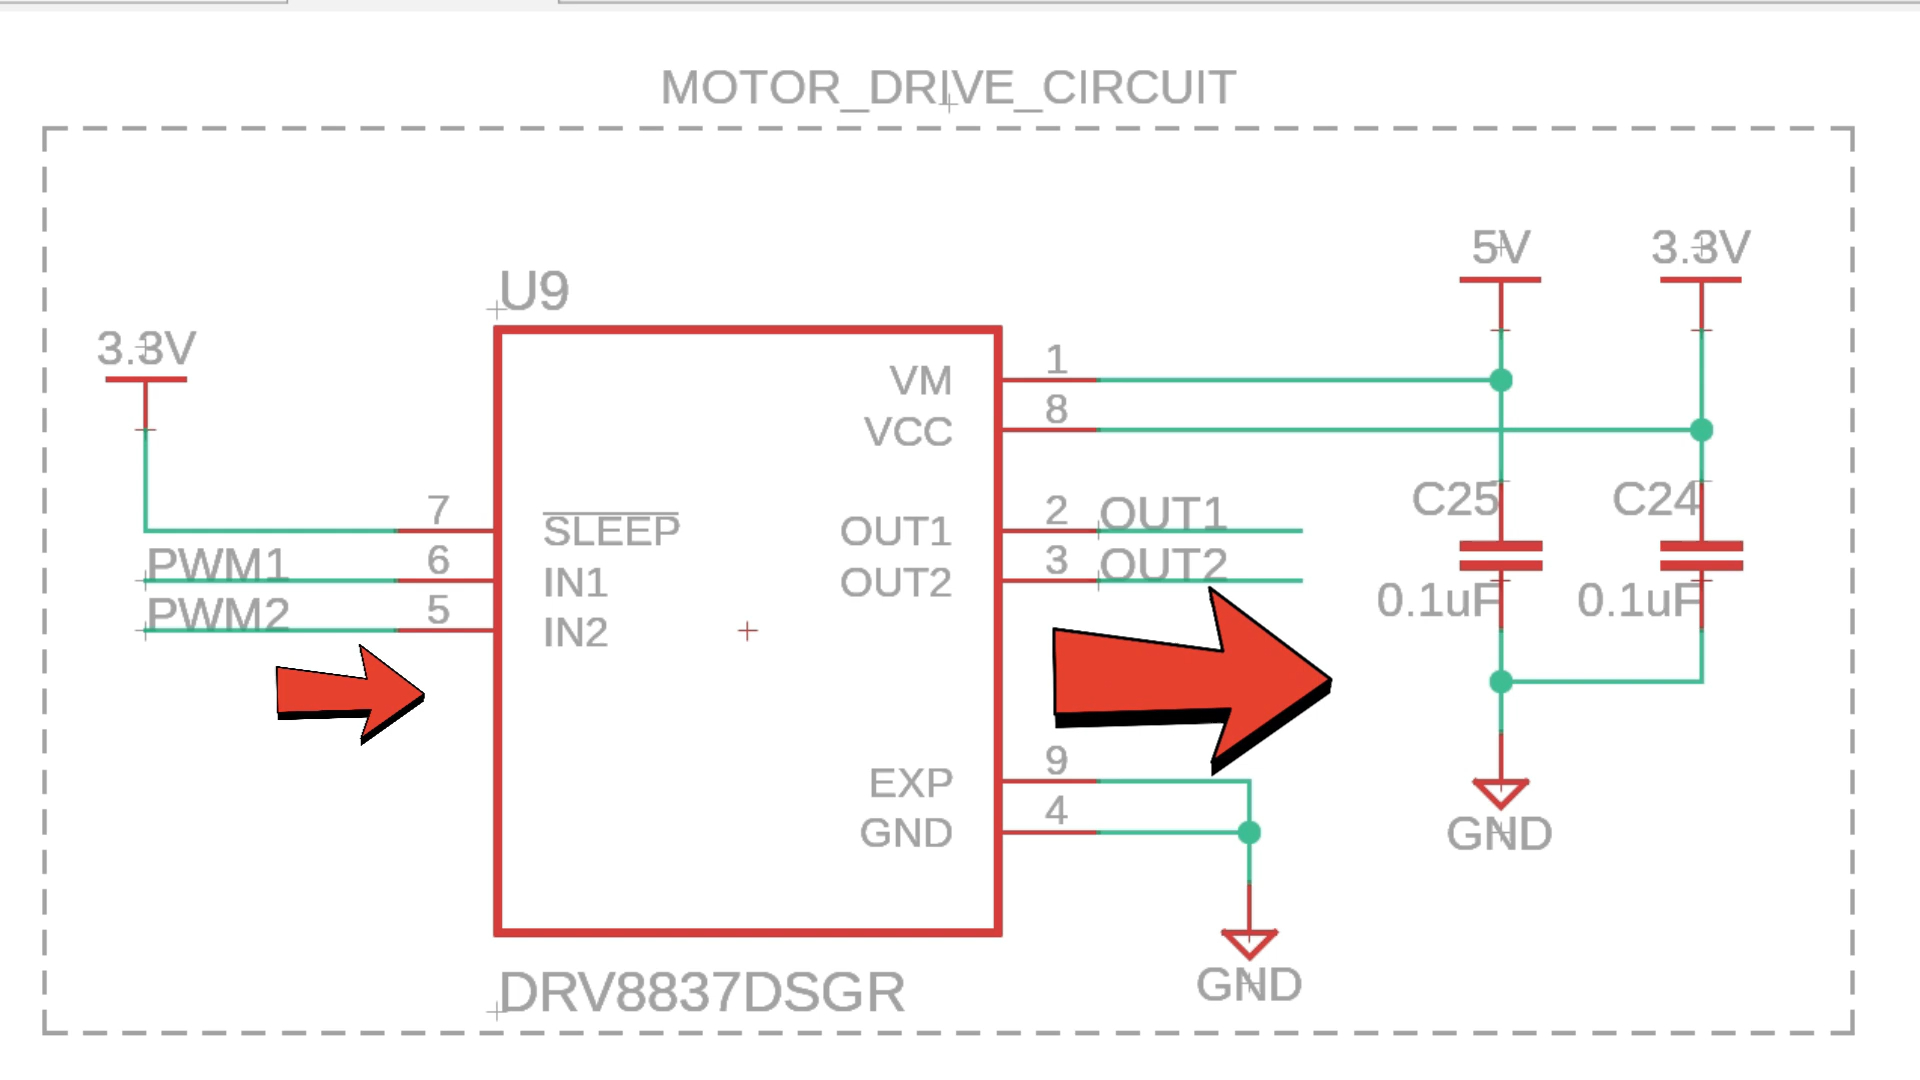 MOTOR_DRIVE_CIRCUIT
5V
3.3V
U9
3.3V
1
VM
8
VCC
C25
C24
7
2
OUT1
SLEEP
OUT1
PWM1
6
3
OUT2
IN1
OUT2
0.1uF
0.1uF
PWM2
5
IN2
9
EXP
4
GND
GND
GND
DRV8837DSGR